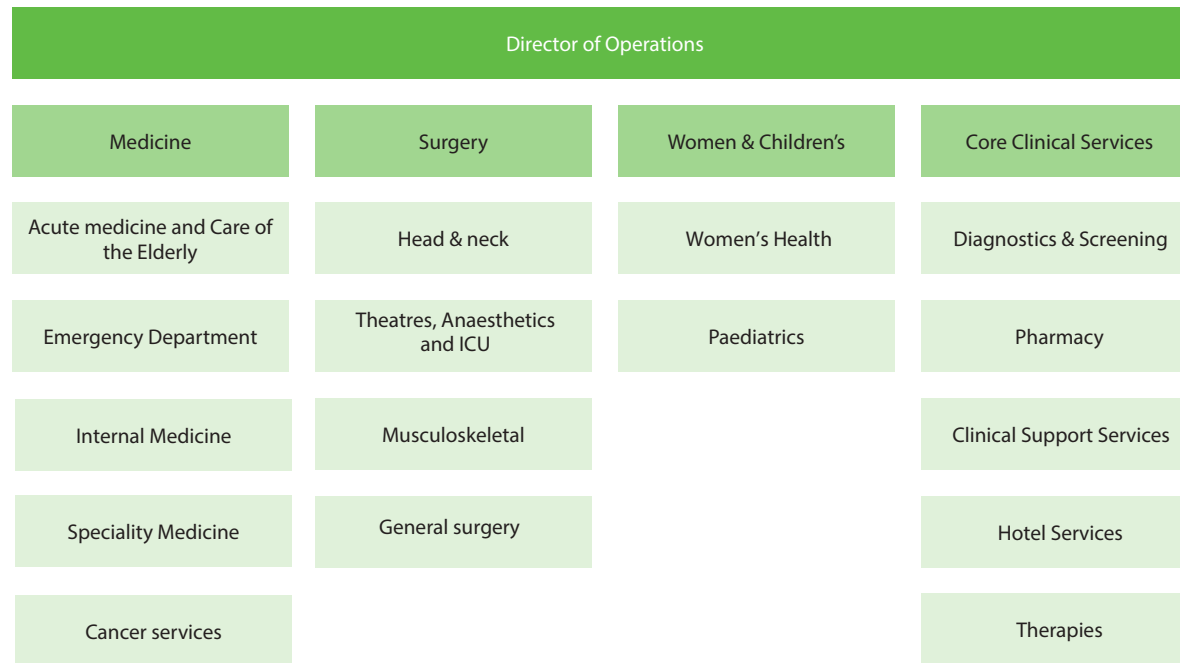 Director of Operations
Medicine
Surgery
Women & Children's
Core Clinical Services
Acute medicine and Care of
the Elderly
Head & neck
Women’s Health
Diagnostics & Screening
Emergency Department
Theatres, Anaesthetics
and ICU
Paediatrics
Pharmacy
Internal Medicine
Musculoskeletal
Clinical Support Services
Speciality Medicine
General surgery
Hotel Services
Cancer services
Therapies